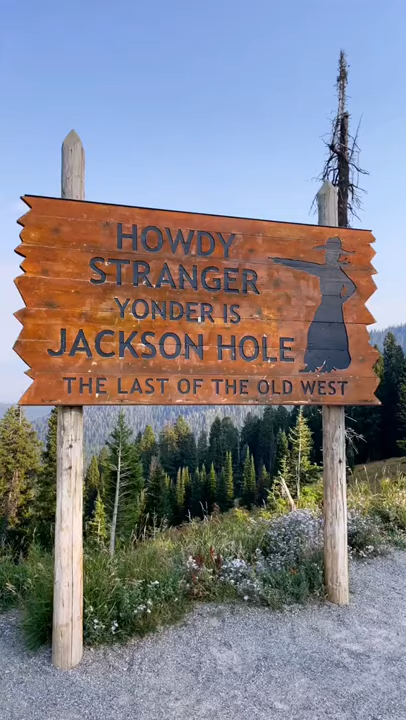 HOWDY
STRANGER
YONDER IS
JACKSON HOLE
THE LAST OF THE OLD WEST